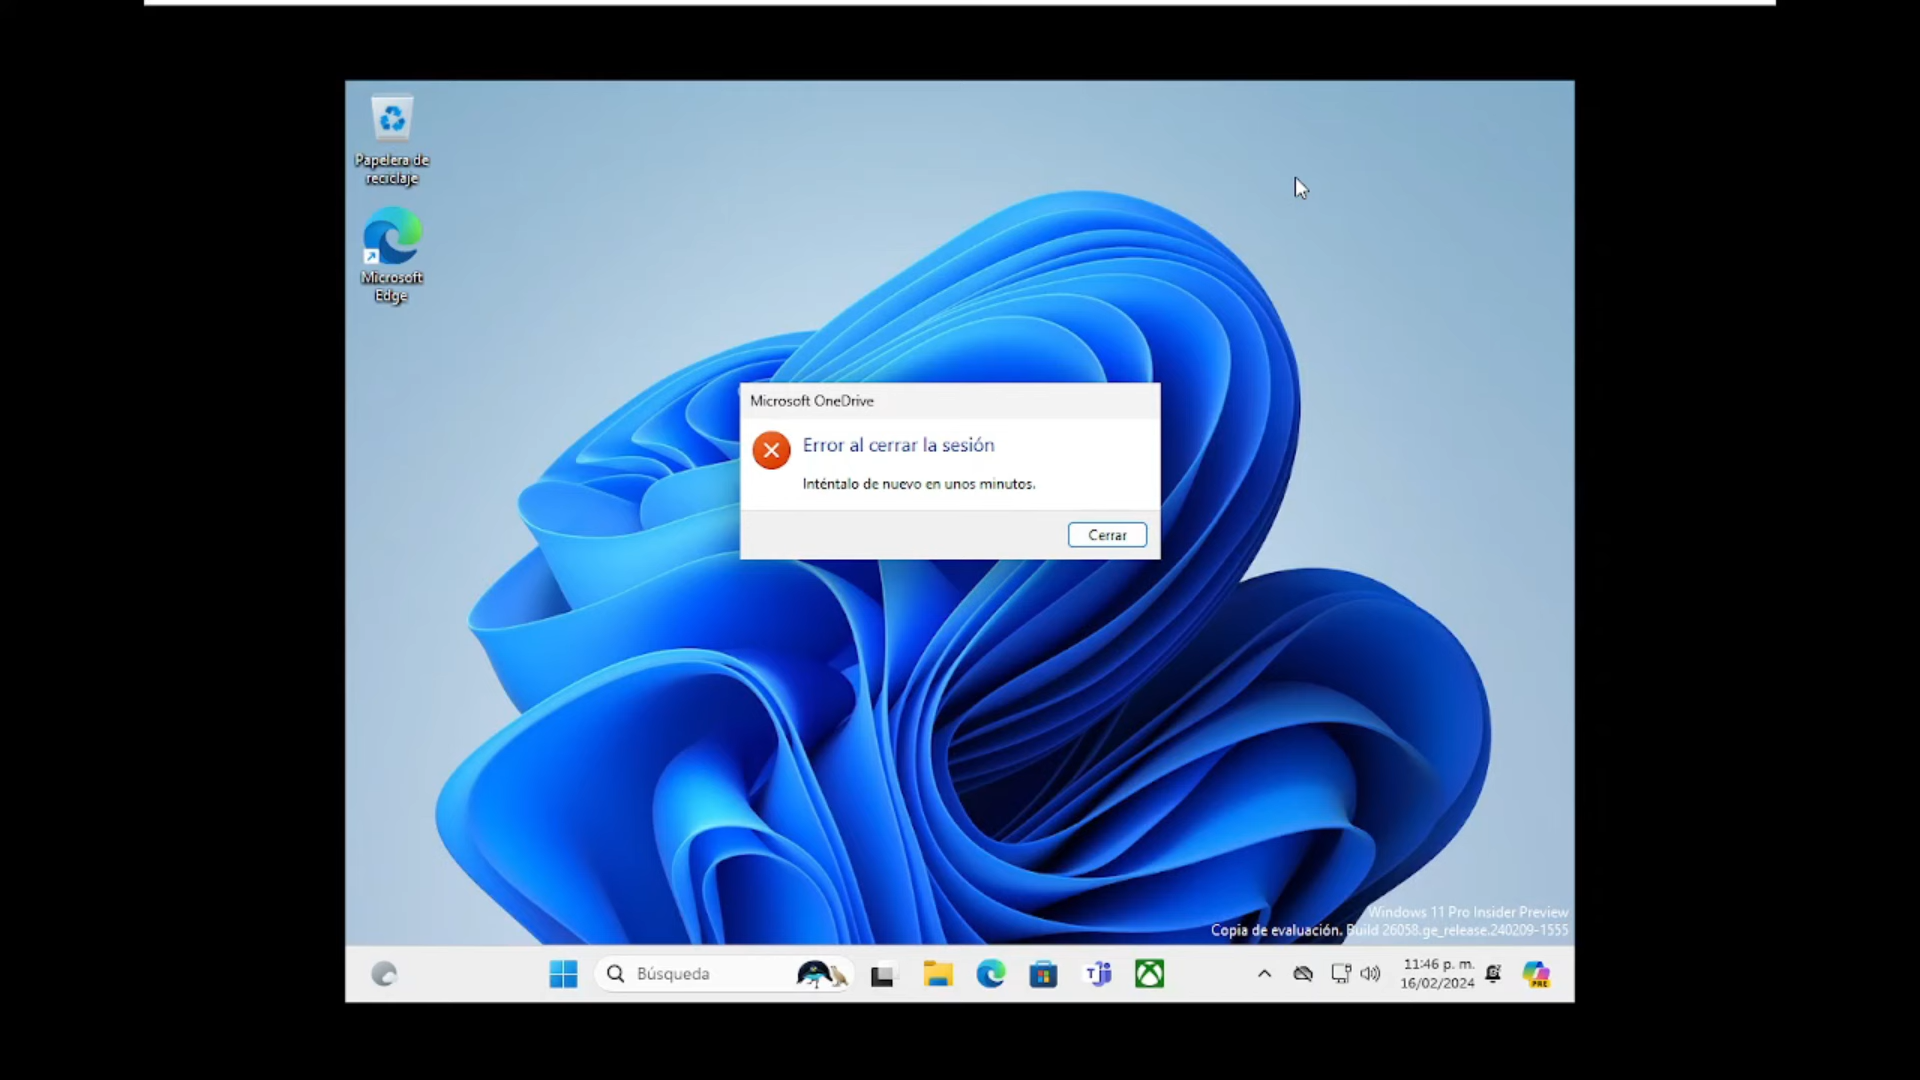 Papelera de
reciclaje
Microsoft
Edge
Microsoft OneDrive
Error al cerrar la sesión
Inténtalo de nuevo en unos minutos.
Cerrar
Windows 11 Pro Insider Preview
Copia de evaluación. Build 26058.ge_release.240209-1555
Búsqueda
T
11:46 p. m.
16/02/2024
PRE